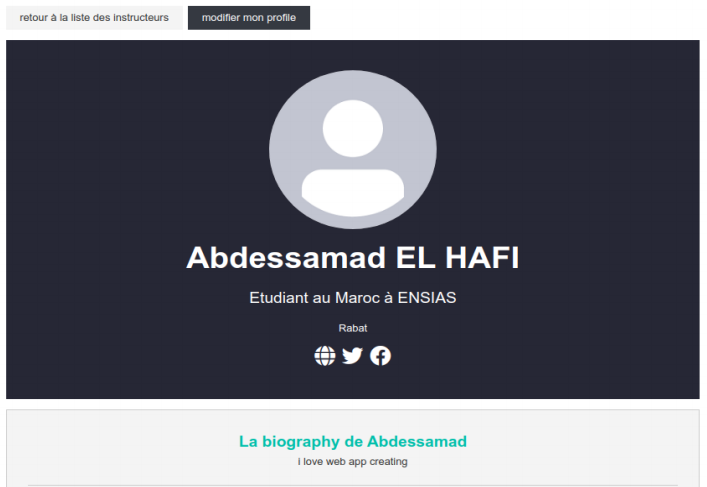 retour à la liste des instructeurs
modifier mon profile
Abdessamad EL HAFI
Etudiant au Maroc à ENSIAS
Rabat
La biography de Abdessamad
i love web app creating